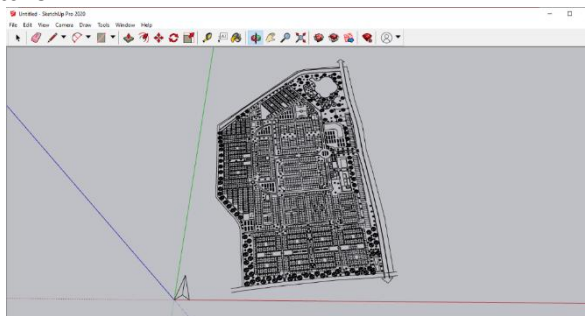 Untitled - SketchUp Pro 2020
File Edit View Camera Draw Tools Window Help